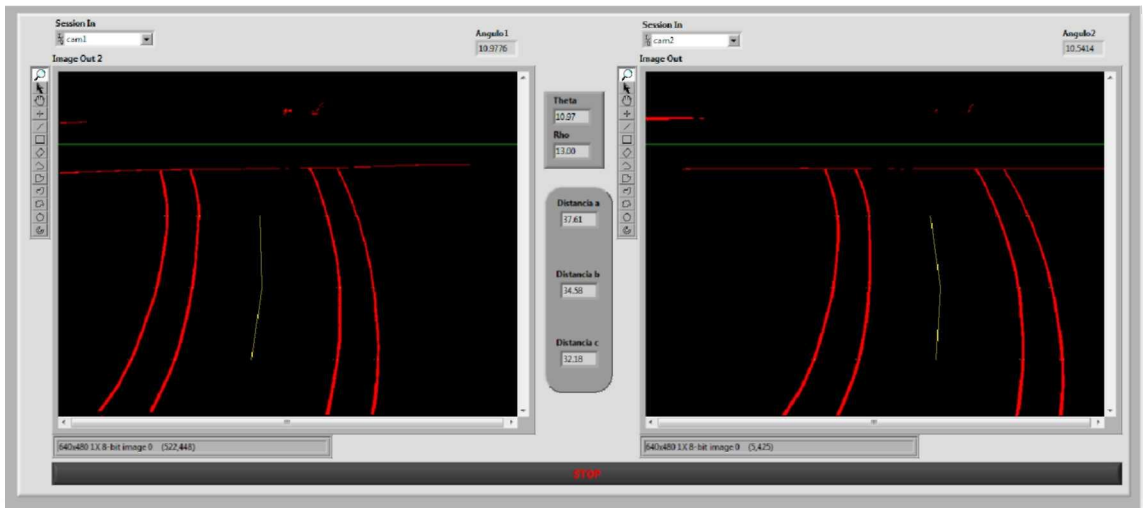 Session In
cam1
Angulo1
10.9776
Image Out 2
640x480 1X 8-bit image 0 (522,448)
Theta
10.97
Rho
13.00
Distancia a
37.61
Distancia b
34.58
Distancia c
32.18
Session In
cam2
Angulo2
10.5414
Image Out
640x480 1X 8-bit image 0 (5,425)
STOP